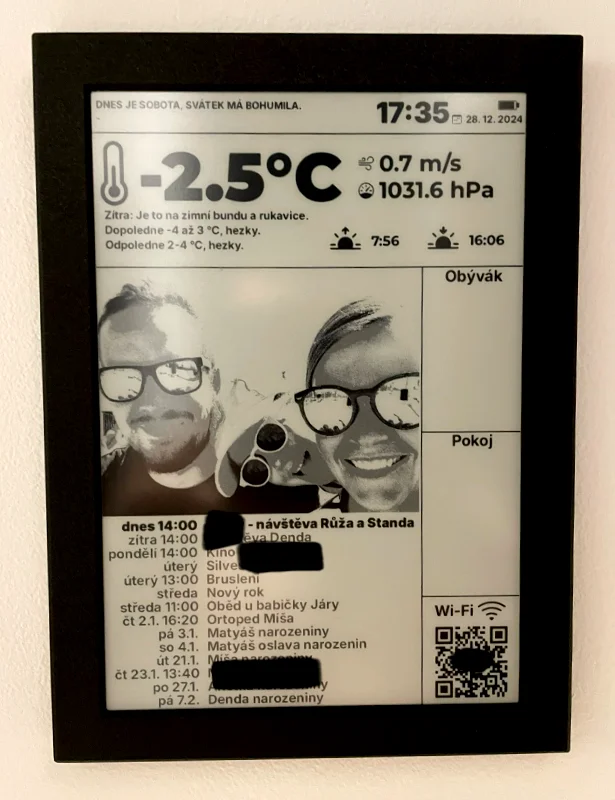 DNES JE SOBOTA, SVÁTEK MÁ BOHUMILA.
17:35
28. 12. 2024
-2.5°C
0.7 m/s
1031.6 hPa
Zítra: Je to na zimní bundu a rukavice.
Dopoledne -4 až 3 °C, hezky.
Odpoledne 2-4 °C, hezky.
7:56
16:06
Obývák
Pokoj
dnes 14:00 - návštěva Růža a Standa
zítra 14:00 Denda
pondělí 14:00 Kino
úterý
úterý 13:00 Bruslení
středa Nový rok
středa 11:00 Oběd u babičky Járy
čt 2.1. 16:20 Ortoped Míša
pá 3.1. Matyáš narozeniny
so 4.1. Matyáš oslava narozenin
út 21.1. Míša narozeniny
čt 23.1. 13:40
po 27.1.
pá 7.2. Denda narozeniny
Wi-Fi